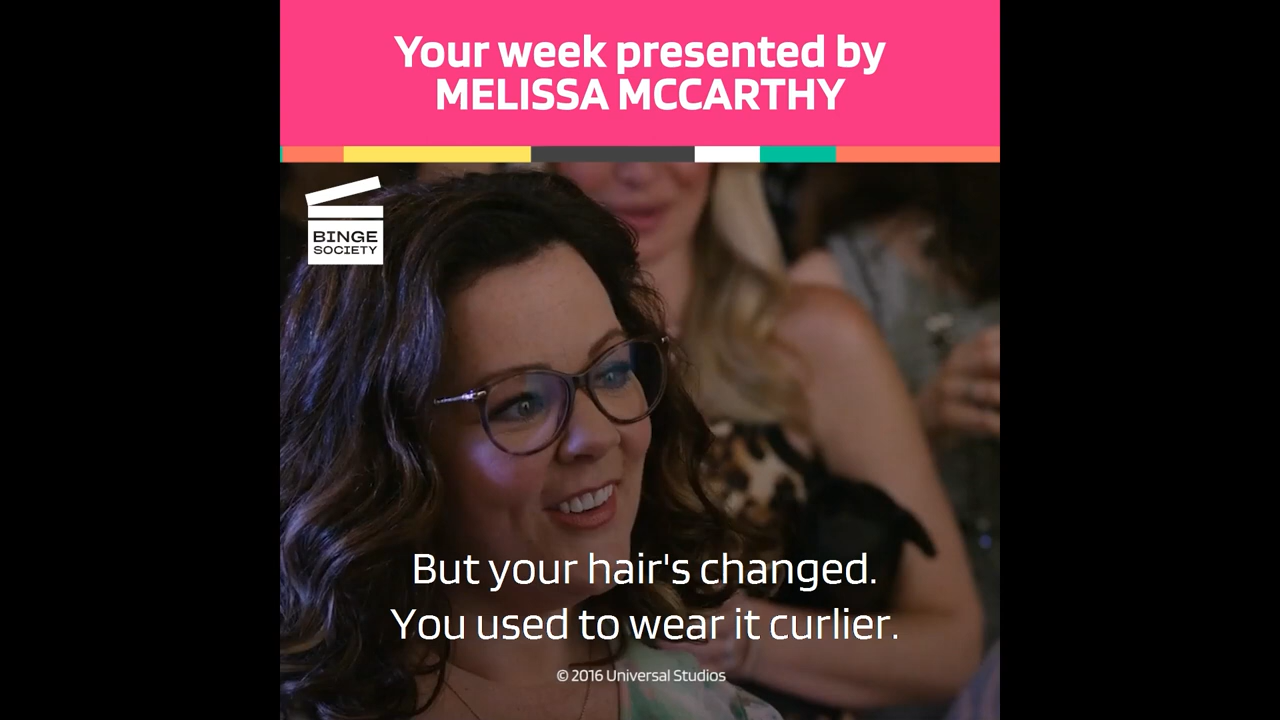 Your week presented by
MELISSA MCCARTHY
BINGE
SOCIETY
But your hair's changed.
You used to wear it curlier.
© 2016 Universal Studios